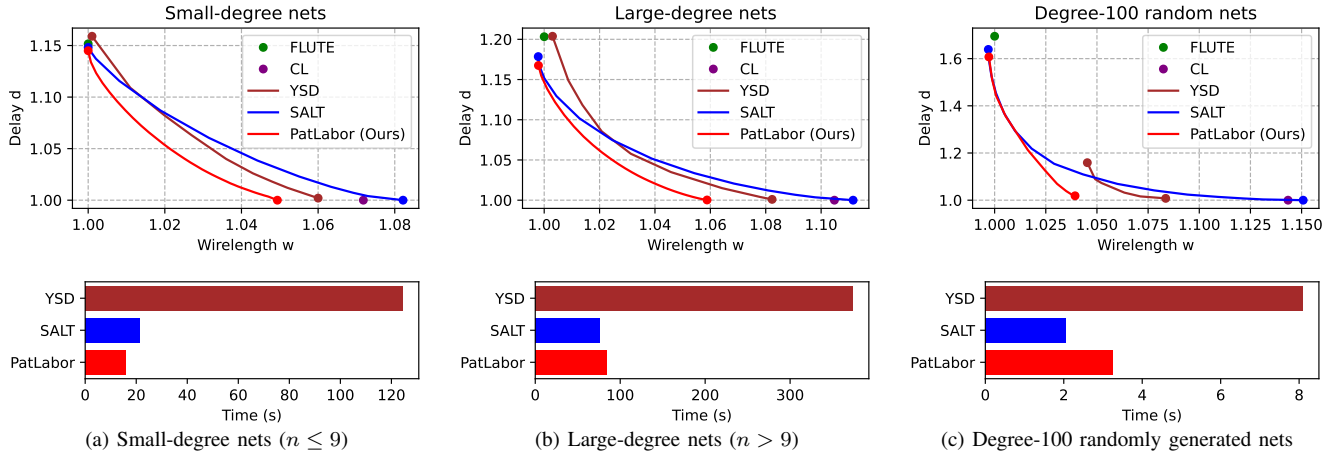 Small-degree nets
1.15
1.10
1.05
1.00
Delay d
1.00 1.02 1.04 1.06 1.08
Wirelength w
FLUTE
CL
YSD
SALT
PatLabor (Ours)
Large-degree nets
1.20
1.15
1.10
1.05
1.00
Delay d
1.00 1.02 1.04 1.06 1.08 1.10
Wirelength w
FLUTE
CL
YSD
SALT
PatLabor (Ours)
Degree-100 random nets
1.6
1.4
1.2
1.0
Delay d
1.000 1.025 1.050 1.075 1.100 1.125 1.150
Wirelength w
FLUTE
CL
YSD
SALT
PatLabor (Ours)
YSD
SALT
PatLabor
0 20 40 60 80 100 120
Time (s)
(a) Small-degree nets (n ≤ 9)
YSD
SALT
PatLabor
0 100 200 300
Time (s)
(b) Large-degree nets (n > 9)
YSD
SALT
PatLabor
0 2 4 6 8
Time (s)
(c) Degree-100 randomly generated nets